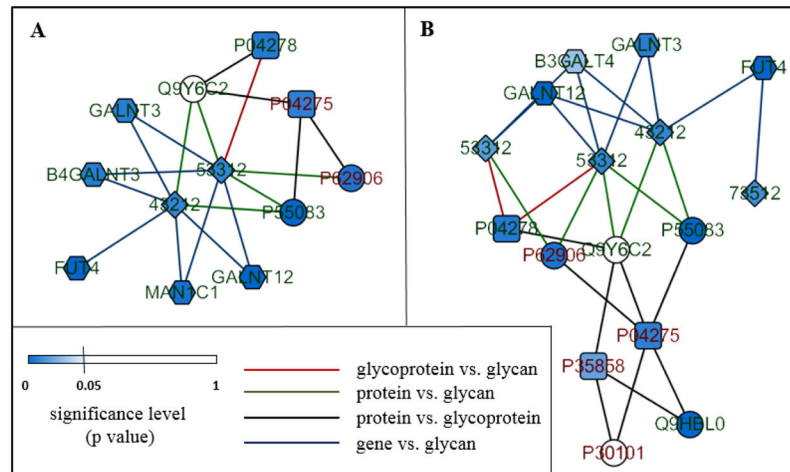 A
P04278
Q9Y6C2
P04275
GALNT3
B4GALNT3
53312
P62906
43212
P55083
FUT4
MAN1C1
GALNT12
B
GALNT3
B3GALT4
FUT4
GALNT12
43212
53312
53312
73512
P04278
P55083
P62906
Q9Y6C2
P04275
P35858
Q9HBL0
P30101
0
0.05
1
significance level
(p value)
glycoprotein vs. glycan
protein vs. glycan
protein vs. glycoprotein
gene vs. glycan